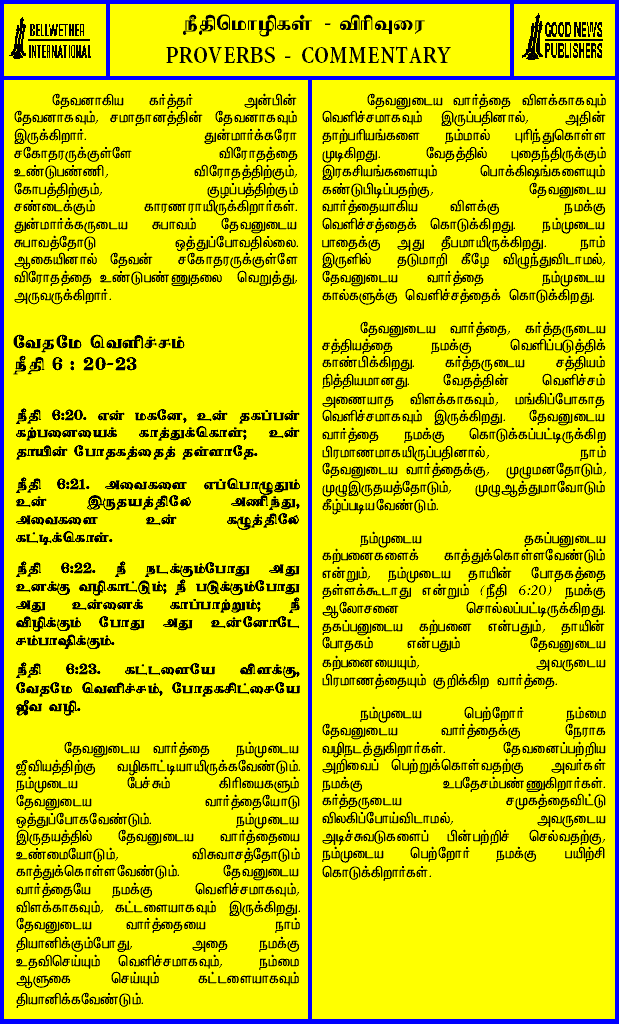 BELLWETHER
INTERNATIONAL
நீதிமொழிகள் - விரிவுரை
PROVERBS - COMMENTARY
GOOD NEWS
PUBLISHERS
தேவனாகிய கர்த்தர் அன்பின்
தேவனாகவும், சமாதானத்தின் தேவனாகவும்
இருக்கிறார். துன்மார்க்கரோ
சகோதரருக்குள்ளே விரோதத்தை
உண்டுபண்ணி, விரோதத்திற்கும்,
கோபத்திற்கும், குழப்பத்திற்கும்
சண்டைக்கும் காரணராயிருக்கிறார்கள்.
துன்மார்க்கருடைய சுபாவம் தேவனுடைய
சுபாவத்தோடு ஒத்துப்போவதில்லை.
ஆகையினால் தேவன் சகோதரருக்குள்ளே
விரோதத்தை உண்டுபண்ணுதலை வெறுத்து,
அருவருக்கிறார்.
வேதமே வெளிச்சம்
நீதி 6 : 20-23
நீதி 6:20. என் மகனே, உன் தகப்பன்
கற்பனையைக் காத்துக்கொள்; உன்
தாயின் போதகத்தைத் தள்ளாதே.
நீதி 6:21. அவைகளை எப்பொழுதும்
உன் இருதயத்திலே அணிந்து,
அவைகளை உன் கழுத்திலே
கட்டிக்கொள்.
நீதி 6:22. நீ நடக்கும்போது அது
உனக்கு வழிகாட்டும்; நீ படுக்கும்போது
அது உன்னைக் காப்பாற்றும்; நீ
விழிக்கும் போது அது உன்னோடே
சம்பாஷிக்கும்.
நீதி 6:23. கட்டளையே விளக்கு,
வேதமே வெளிச்சம், போதகசிட்சையே
ஜீவ வழி.
தேவனுடைய வார்த்தை நம்முடைய
ஜீவியத்திற்கு வழிகாட்டியாயிருக்கவேண்டும்.
நம்முடைய பேச்சும் கிரியைகளும்
தேவனுடைய வார்த்தையோடு
ஒத்துப்போகவேண்டும். நம்முடைய
இருதயத்தில் தேவனுடைய வார்த்தையை
உண்மையோடும், விசுவாசத்தோடும்
காத்துக்கொள்ளவேண்டும். தேவனுடைய
வார்த்தையே நமக்கு வெளிச்சமாகவும்,
விளக்காகவும், கட்டளையாகவும் இருக்கிறது.
தேவனுடைய வார்த்தையை நாம்
தியானிக்கும்போது, அதை நமக்கு
உதவிசெய்யும் வெளிச்சமாகவும், நம்மை
ஆளுகை செய்யும் கட்டளையாகவும்
தியானிக்கவேண்டும்.
தேவனுடைய வார்த்தை விளக்காகவும்
வெளிச்சமாகவும் இருப்பதினால், அதின்
தாற்பரியங்களை நம்மால் புரிந்துகொள்ள
முடிகிறது. வேதத்தில் புதைந்திருக்கும்
இரகசியங்களையும் பொக்கிஷங்களையும்
கண்டுபிடிப்பதற்கு, தேவனுடைய
வார்த்தையாகிய விளக்கு நமக்கு
வெளிச்சத்தைக் கொடுக்கிறது. நம்முடைய
பாதைக்கு அது தீபமாயிருக்கிறது. நாம்
இருளில் தடுமாறி கீழே விழுந்துவிடாமல்,
தேவனுடைய வார்த்தை நம்முடைய
கால்களுக்கு வெளிச்சத்தைக் கொடுக்கிறது.
தேவனுடைய வார்த்தை, கர்த்தருடைய
சத்தியத்தை நமக்கு வெளிப்படுத்திக்
காண்பிக்கிறது. கர்த்தருடைய சத்தியம்
நித்தியமானது. வேதத்தின் வெளிச்சம்
அணையாத விளக்காகவும், மங்கிப்போகாத
வெளிச்சமாகவும் இருக்கிறது. தேவனுடைய
வார்த்தை நமக்கு கொடுக்கப்பட்டிருக்கிற
பிரமாணமாகயிருப்பதினால், நாம்
தேவனுடைய வார்த்தைக்கு, முழுமனதோடும்,
முழுஇருதயத்தோடும், முழுஆத்துமாவோடும்
கீழ்ப்படியவேண்டும்.
நம்முடைய தகப்பனுடைய
கற்பனைகளைக் காத்துக்கொள்ளவேண்டும்
என்றும், நம்முடைய தாயின் போதகத்தை
தள்ளக்கூடாது என்றும் (நீதி 6:20) நமக்கு
ஆலோசனை சொல்லப்பட்டிருக்கிறது.
தகப்பனுடைய கற்பனை என்பதும், தாயின்
போதகம் என்பதும் தேவனுடைய
கற்பனையையும், அவருடைய
பிரமாணத்தையும் குறிக்கிற வார்த்தை.
நம்முடைய பெற்றோர் நம்மை
தேவனுடைய வார்த்தைக்கு நேராக
வழிநடத்துகிறார்கள். தேவனைப்பற்றிய
அறிவைப் பெற்றுக்கொள்வதற்கு அவர்கள்
நமக்கு உபதேசம்பண்ணுகிறார்கள்.
கர்த்தருடைய சமுகத்தைவிட்டு
விலகிப்போய்விடாமல், அவருடைய
அடிச்சுவடுகளைப் பின்பற்றிச் செல்வதற்கு,
நம்முடைய பெற்றோர் நமக்கு பயிற்சி
கொடுக்கிறார்கள்.